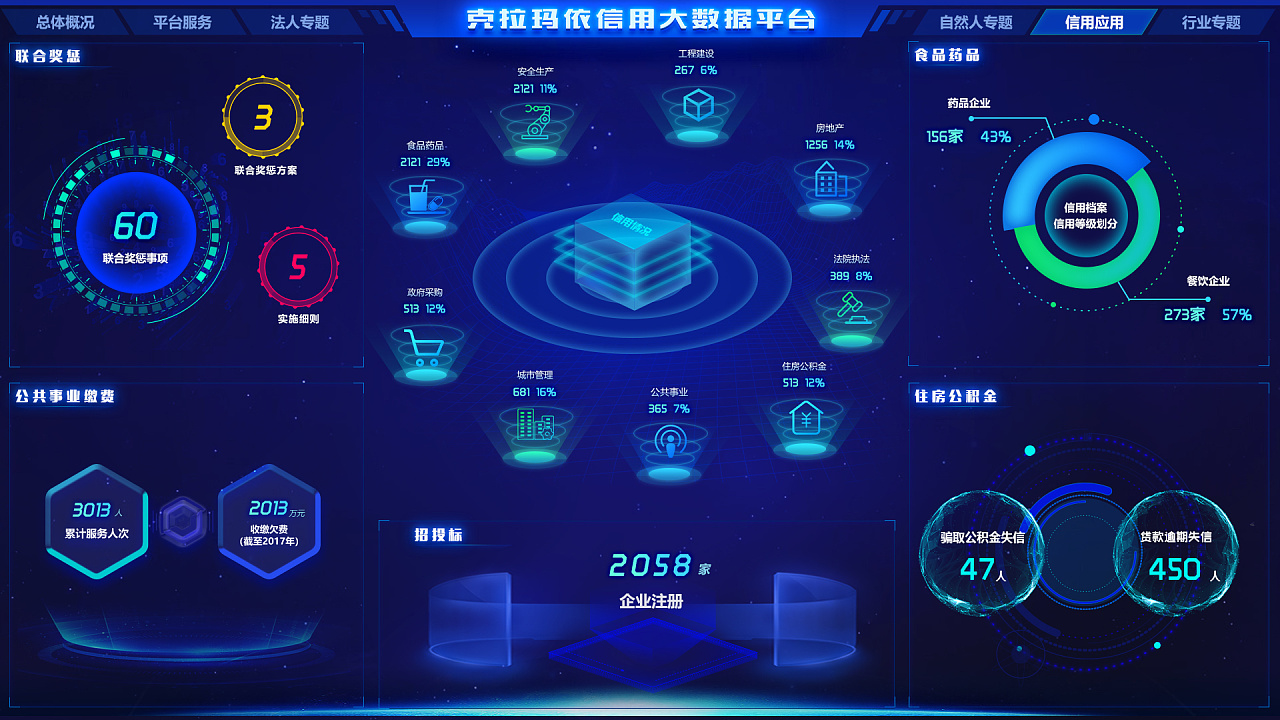 克拉玛依信用大数据平台
总体概况
平台服务
法人专题
自然人专题
信用应用
行业专题
联合奖惩
3
联合奖惩方案
60
联合奖惩事项
5
实施细则
公共事业缴费
3013 人
累计服务人次
2013 万元
收缴欠费
(截至2017年)
工程建设
267 6%
安全生产
2121 11%
房地产
1256 14%
食品药品
2121 29%
信用情况
法院执法
389 8%
政府采购
513 12%
住房公积金
513 12%
城市管理
681 16%
公共事业
365 7%
招投标
2058 家
企业注册
食品药品
药品企业
156家 43%
信用档案
信用等级划分
餐饮企业
273家 57%
住房公积金
骗取公积金失信
47人
贷款逾期失信
450 人